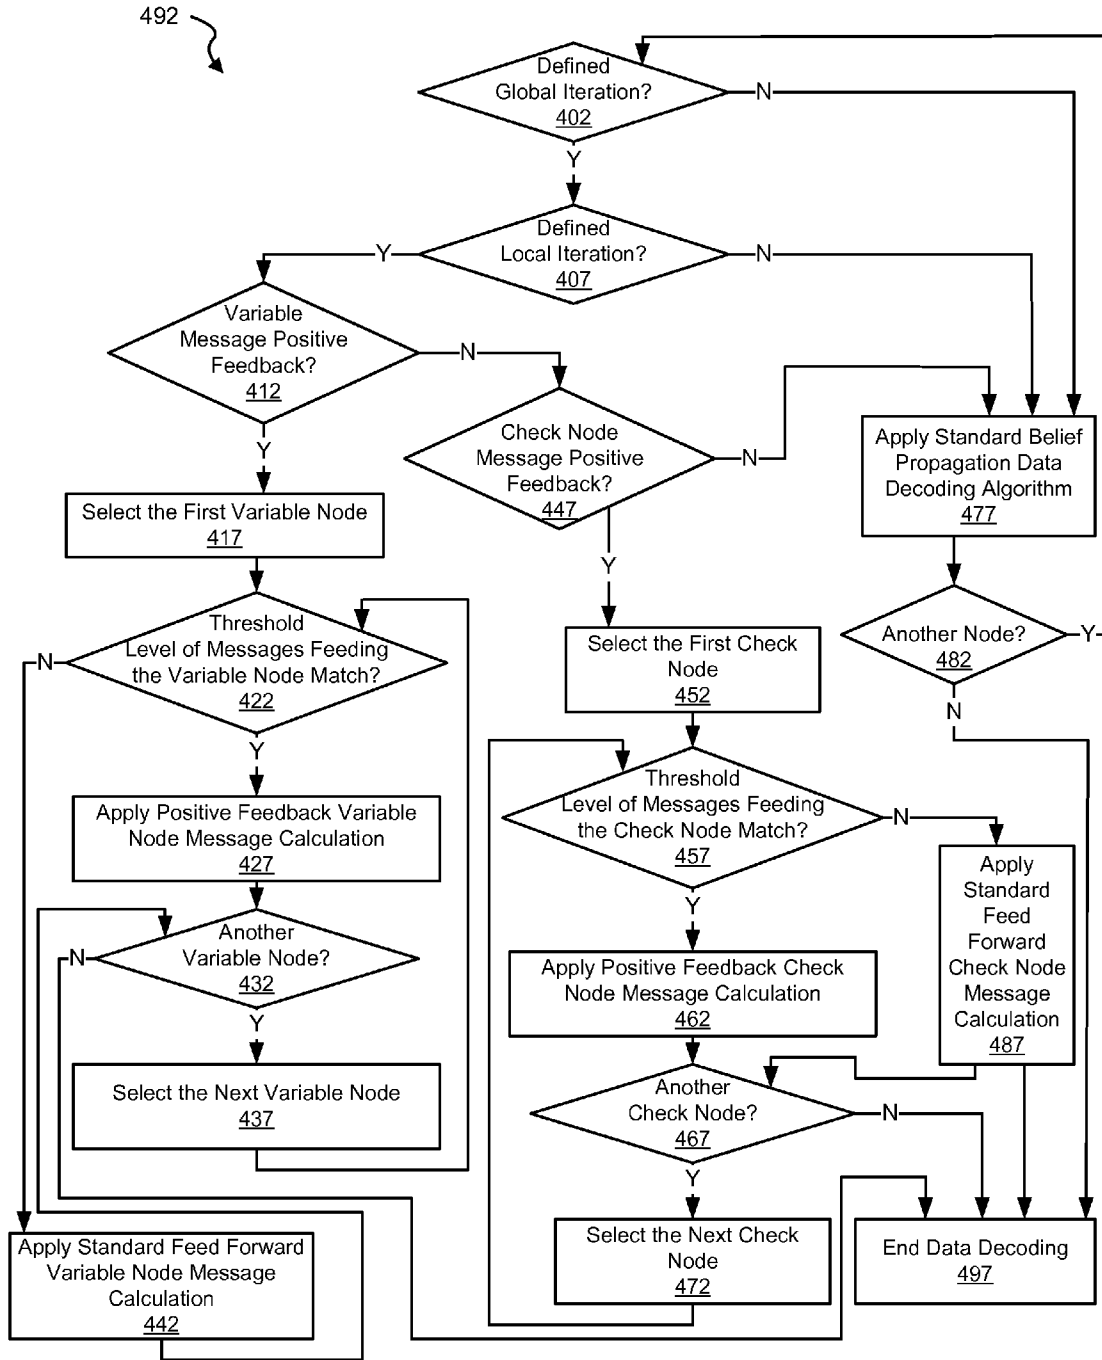 492
Defined
Global Iteration?
402
N
Y
Defined
Local Iteration?
407
Y
N
Variable
Message Positive
Feedback?
412
N
Y
Check Node
Message Positive
Feedback?
447
N
Y
Apply Standard Belief
Propagation Data
Decoding Algorithm
477
Select the First Variable Node
417
Threshold
Level of Messages Feeding
the Variable Node Match?
422
N
Y
Another Node?
482
Y
N
Select the First Check
Node
452
Threshold
Level of Messages Feeding
the Check Node Match?
457
N
Y
Apply Positive Feedback Variable
Node Message Calculation
427
Another
Variable Node?
432
N
Y
Apply
Standard
Feed
Forward
Check Node
Message
Calculation
487
Apply Positive Feedback Check
Node Message Calculation
462
Select the Next Variable Node
437
Another
Check Node?
467
N
Y
Apply Standard Feed Forward
Variable Node Message
Calculation
442
Select the Next Check
Node
472
End Data Decoding
497